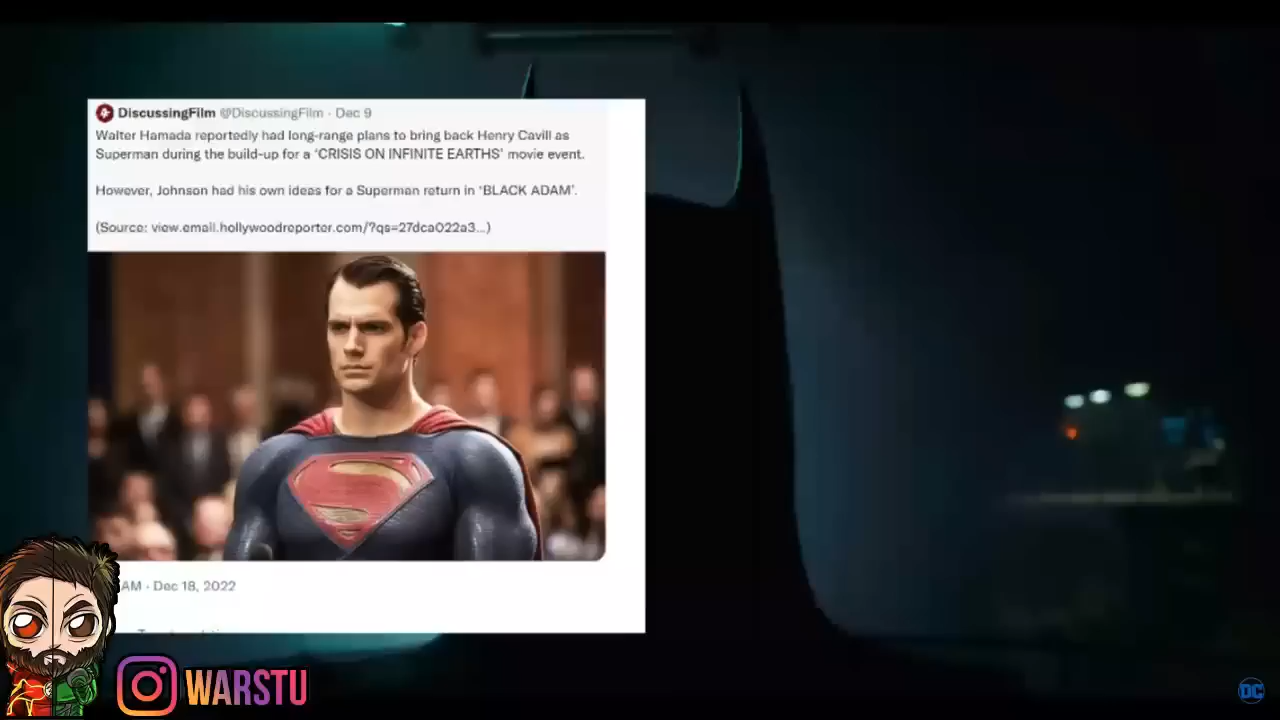 DiscussingFilm @DiscussingFilm · Dec 9
Walter Hamada reportedly had long-range plans to bring back Henry Cavill as
Superman during the build-up for a ‘CRISIS ON INFINITE EARTHS’ movie event.
However, Johnson had his own ideas for a Superman return in ‘BLACK ADAM’.
(Source: view.email.hollywoodreporter.com/?qs=27dca022a3...)
AM · Dec 18, 2022
WARSTU
DC